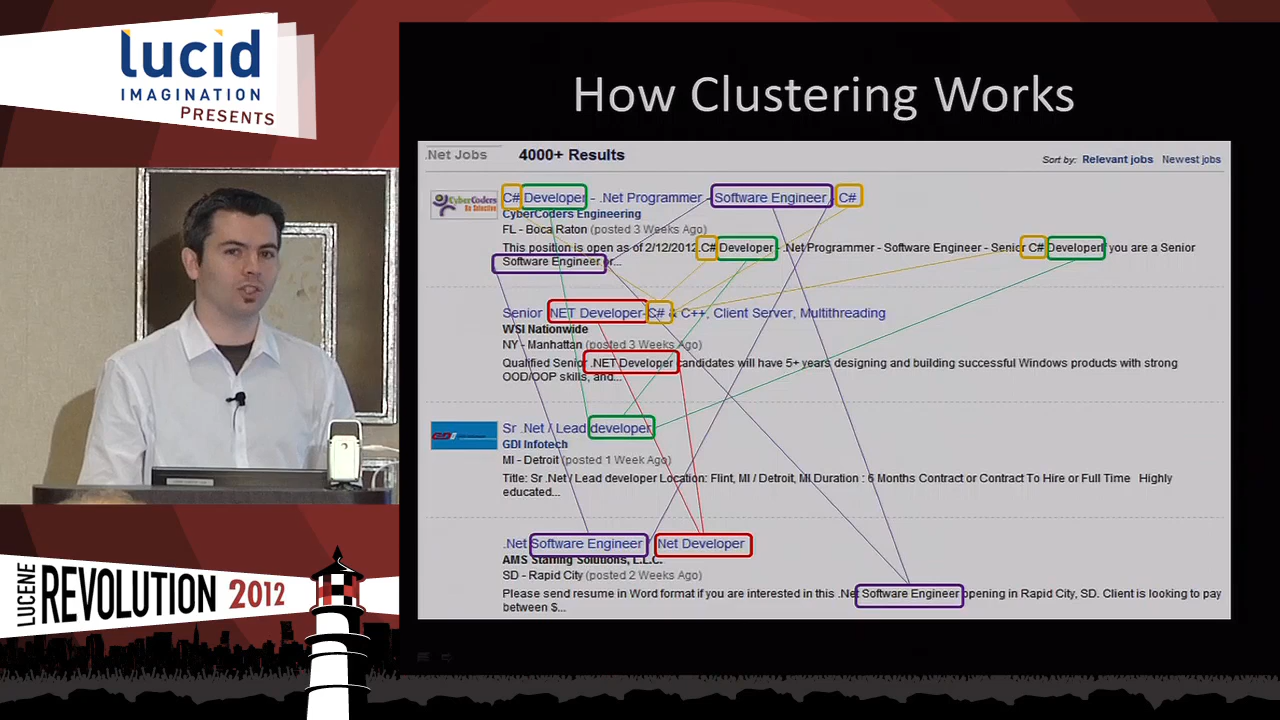 lucid
IMAGINATION
PRESENTS
LUCENE
REVOLUTION 2012
How Clustering Works
.Net Jobs 4000+ Results
Sort by: Relevant jobs Newest jobs
CyberCoders
Be Selective
C# Developer - .Net Programmer - Software Engineer, C#
CyberCoders Engineering
FL - Boca Raton (posted 3 Weeks Ago)
This position is open as of 2/12/2012. C# Developer - .Net Programmer - Software Engineer - Senior C# Developer you are a Senior
Software Engineer or...
Senior .NET Developer- C# & C++, Client Server, Multithreading
WSI Nationwide
NY - Manhattan (posted 3 Weeks Ago)
Qualified Senior .NET Developer candidates will have 5+ years designing and building successful Windows products with strong
OOD/OOP skills, and...
Sr .Net / Lead developer
GDI Infotech
MI - Detroit (posted 1 Week Ago)
Title: Sr .Net / Lead developer Location: Flint, MI / Detroit, MI Duration : 6 Months Contract or Contract To Hire or Full Time Highly
educated...
.Net Software Engineer Net Developer
AMS Staffing Solutions, L.L.C.
SD - Rapid City (posted 2 Weeks Ago)
Please send resume in Word format if you are interested in this .Net Software Engineer opening in Rapid City, SD. Client is looking to pay
between $...